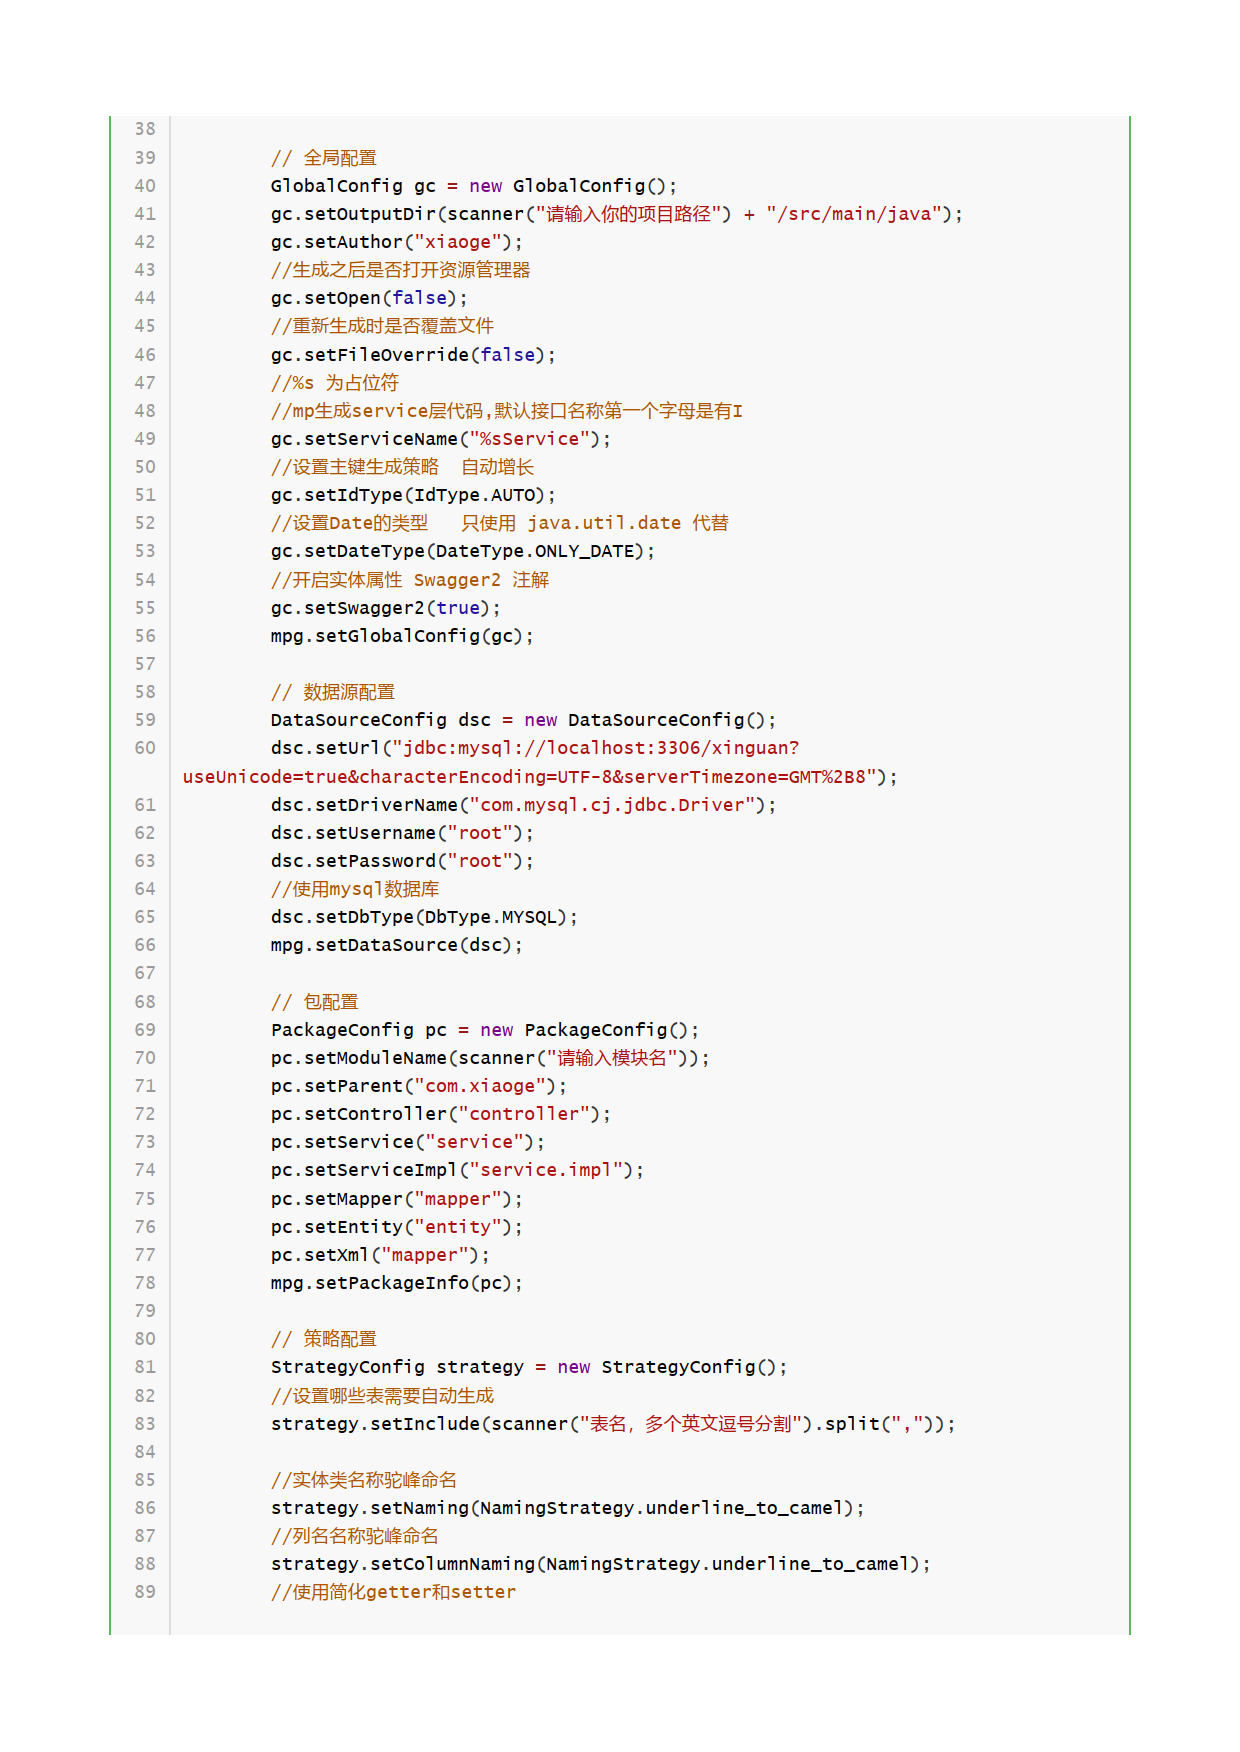 38
39 // 全局配置
40 GlobalConfig gc = new GlobalConfig();
41 gc.setOutputDir(scanner("请输入你的项目路径") + "/src/main/java");
42 gc.setAuthor("xiaoge");
43 //生成之后是否打开资源管理器
44 gc.setOpen(false);
45 //重新生成时是否覆盖文件
46 gc.setFileOverride(false);
47 //%s 为占位符
48 //mp生成service层代码,默认接口名称第一个字母是有I
49 gc.setServiceName("%sService");
50 //设置主键生成策略  自动增长
51 gc.setIdType(IdType.AUTO);
52 //设置Date的类型   只使用 java.util.date 代替
53 gc.setDateType(DateType.ONLY_DATE);
54 //开启实体属性 Swagger2 注解
55 gc.setSwagger2(true);
56 mpg.setGlobalConfig(gc);
57
58 // 数据源配置
59 DataSourceConfig dsc = new DataSourceConfig();
60 dsc.setUrl("jdbc:mysql://localhost:3306/xinguan?
useUnicode=true&characterEncoding=UTF-8&serverTimezone=GMT%2B8");
61 dsc.setDriverName("com.mysql.cj.jdbc.Driver");
62 dsc.setUsername("root");
63 dsc.setPassword("root");
64 //使用mysql数据库
65 dsc.setDbType(DbType.MYSQL);
66 mpg.setDataSource(dsc);
67
68 // 包配置
69 PackageConfig pc = new PackageConfig();
70 pc.setModuleName(scanner("请输入模块名"));
71 pc.setParent("com.xiaoge");
72 pc.setController("controller");
73 pc.setService("service");
74 pc.setServiceImpl("service.impl");
75 pc.setMapper("mapper");
76 pc.setEntity("entity");
77 pc.setXml("mapper");
78 mpg.setPackageInfo(pc);
79
80 // 策略配置
81 StrategyConfig strategy = new StrategyConfig();
82 //设置哪些表需要自动生成
83 strategy.setInclude(scanner("表名，多个英文逗号分割").split(","));
84
85 //实体类名称驼峰命名
86 strategy.setNaming(NamingStrategy.underline_to_camel);
87 //列名名称驼峰命名
88 strategy.setColumnNaming(NamingStrategy.underline_to_camel);
89 //使用简化getter和setter